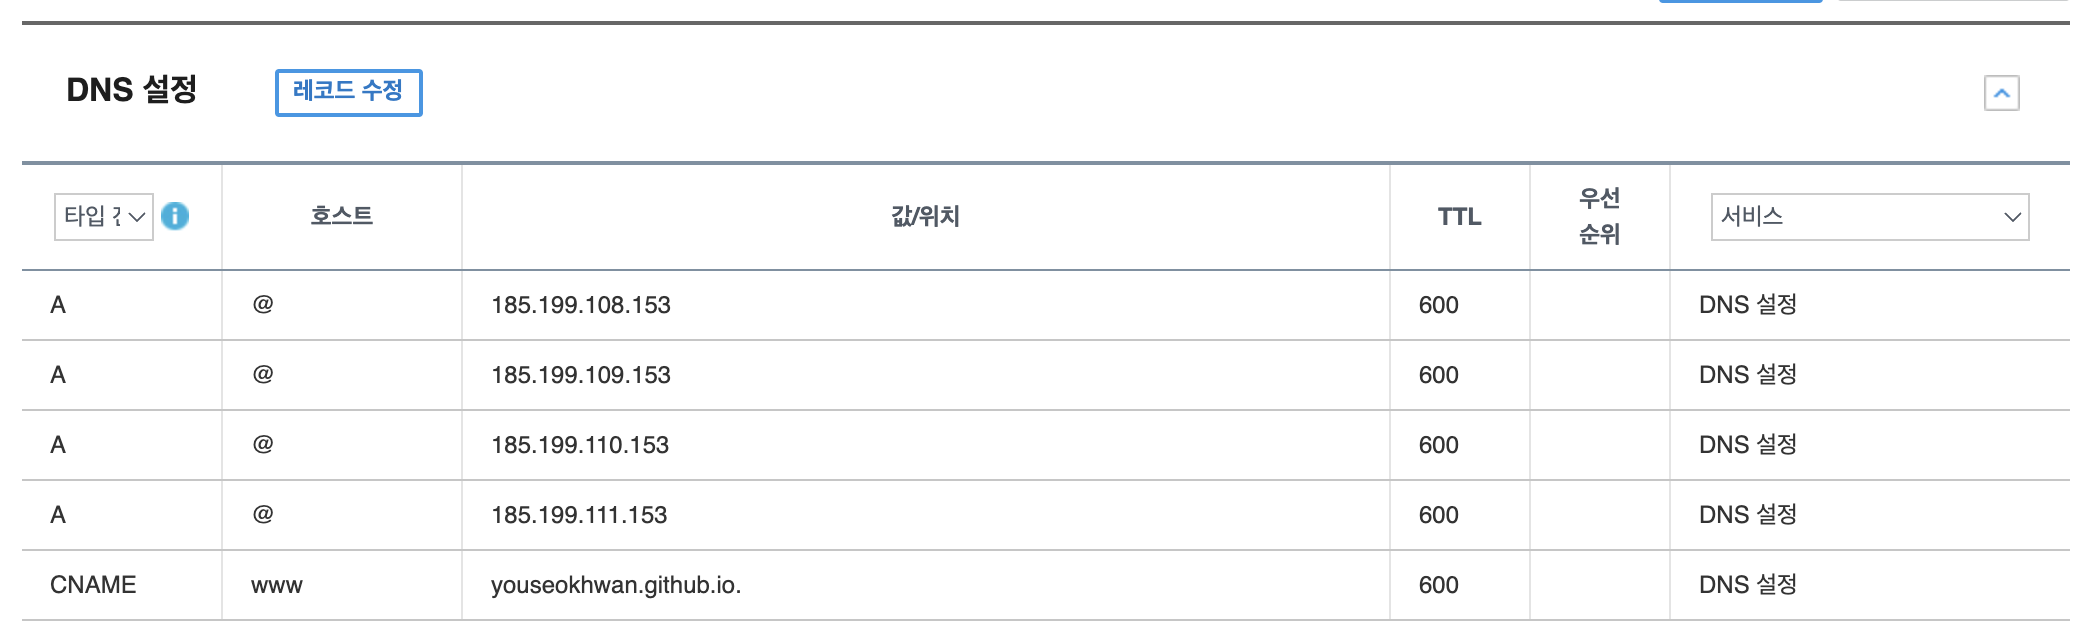 DNS 설정 레코드 수정
타입 호스트 값/위치 TTL 우선 순위 서비스
A @ 185.199.108.153 600 DNS 설정
A @ 185.199.109.153 600 DNS 설정
A @ 185.199.110.153 600 DNS 설정
A @ 185.199.111.153 600 DNS 설정
CNAME www youseokhwan.github.io. 600 DNS 설정